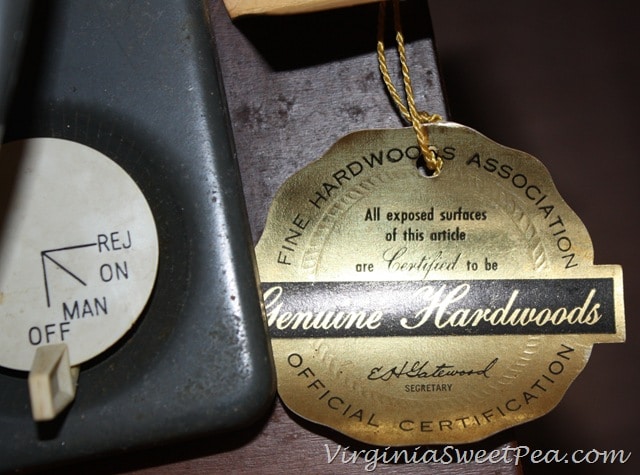 REJ
ON
MAN
OFF
FINE HARDWOODS ASSOCIATION
All exposed surfaces
of this article
are Certified to be
Genuine Hardwoods
E H Gatewood
SECRETARY
OFFICIAL CERTIFICATION
VirginiaSweetPea.com